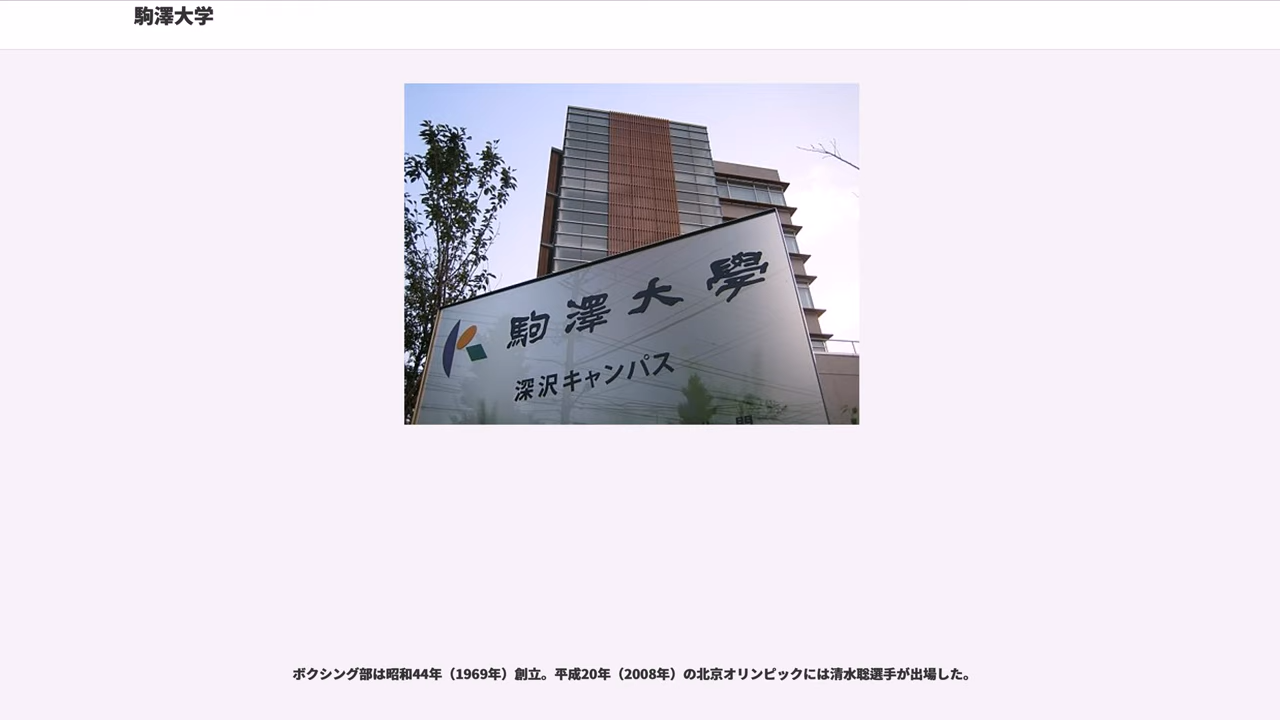 駒澤大学
駒澤大學
深沢キャンパス
ボクシング部は昭和44年（1969年）創立。平成20年（2008年）の北京オリンピックには清水聡選手が出場した。